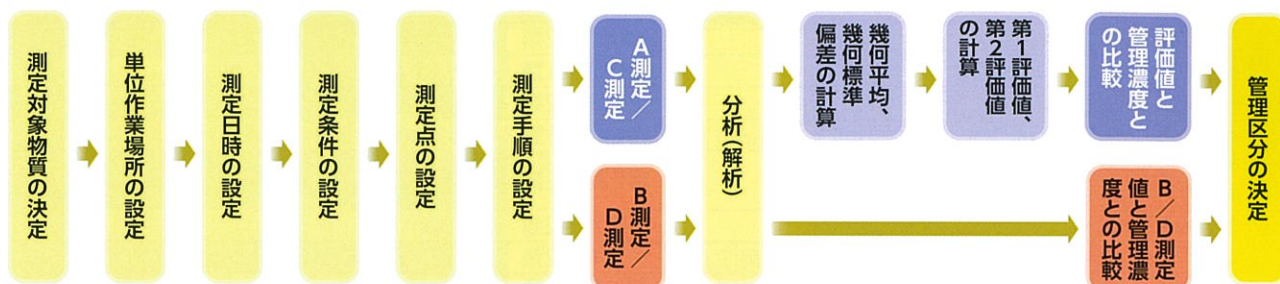 測定対象物質の決定
単位作業場所の設定
測定日時の設定
測定条件の設定
測定点の設定
測定手順の設定
A測定/
C測定
B測定/
D測定
分析(解析)
幾何平均、
幾何標準
偏差の計算
第1評価値、
第2評価値
の計算
評価値と
管理濃度と
の比較
B/D測定
値と管理濃
度との比較
管理区分の決定